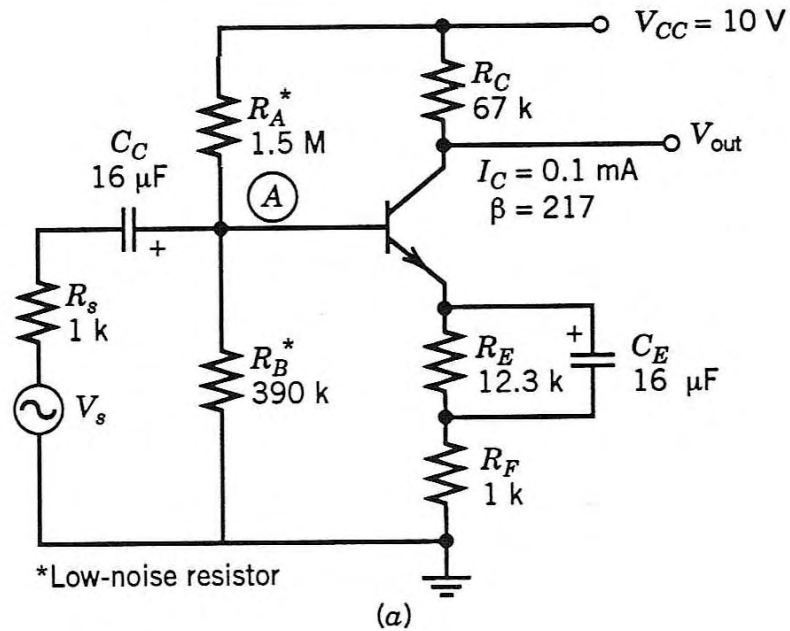 V_CC = 10 V
R_C
67 k
R_A*
1.5 M
C_C
16 μF
+
A
V_out
I_C = 0.1 mA
β = 217
R_s
1 k
R_B*
390 k
V_s
R_E
12.3 k
+
C_E
16 μF
R_F
1 k
*Low-noise resistor
(a)